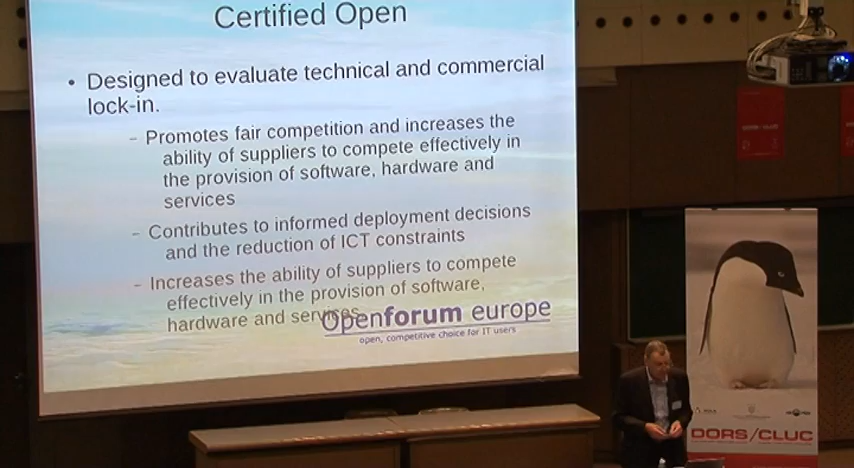 Certified Open
• Designed to evaluate technical and commercial
lock-in.
– Promotes fair competition and increases the
ability of suppliers to compete effectively in
the provision of software, hardware and
services
– Contributes to informed deployment decisions
and the reduction of ICT constraints
– Increases the ability of suppliers to compete
effectively in the provision of software,
hardware and services
Openforum europe
open, competitive choice for IT users
DORS/CLUC